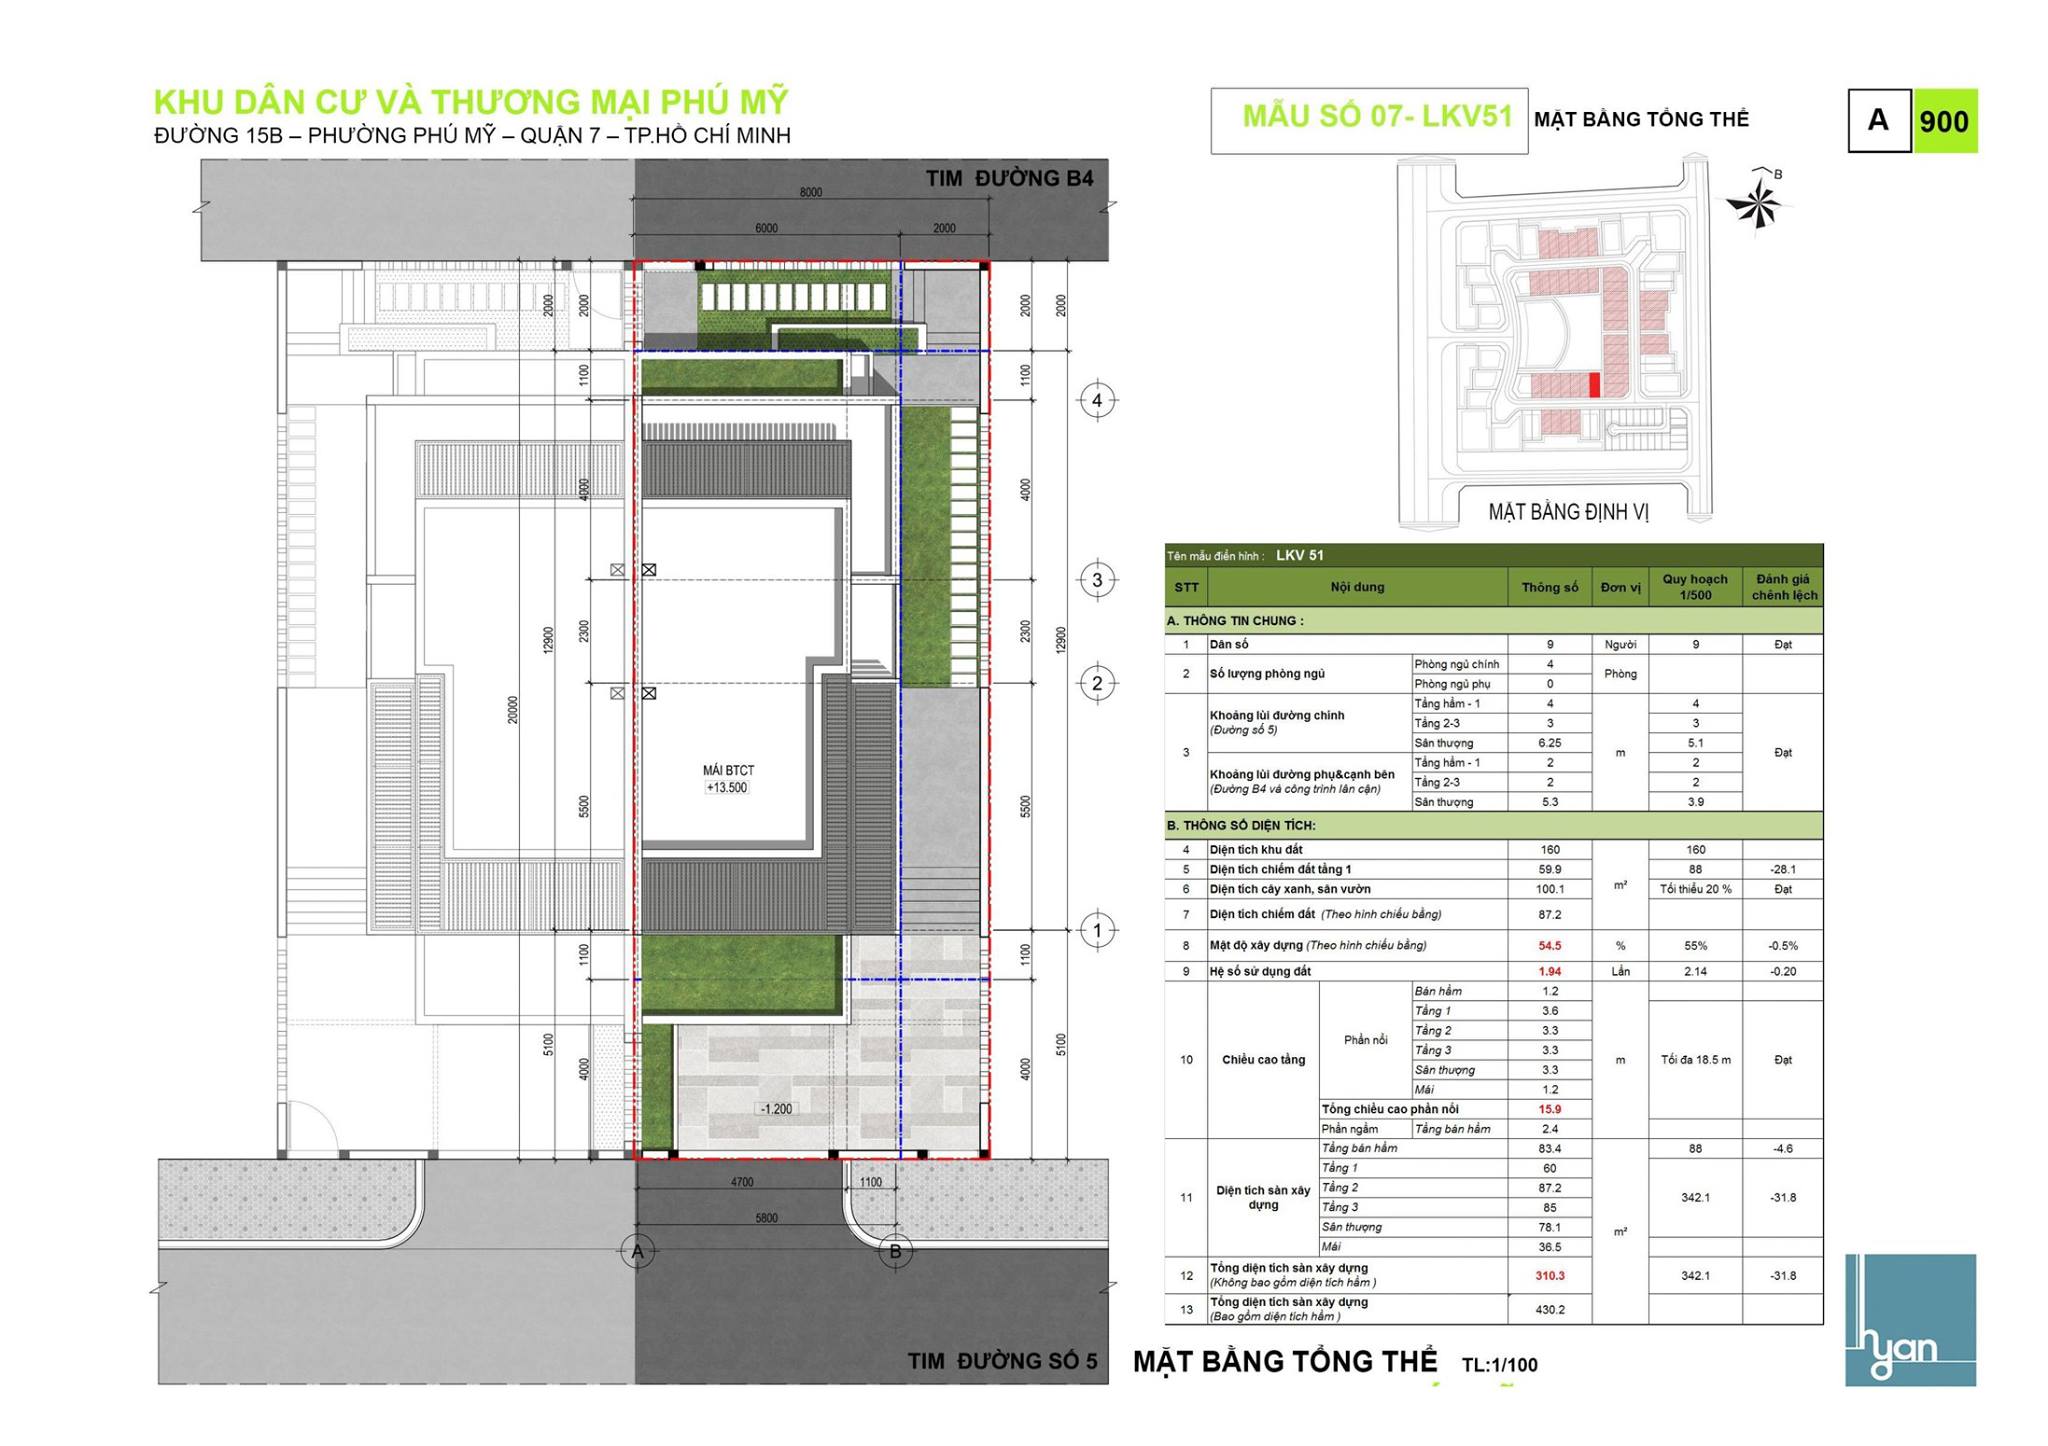 KHU DÂN CƯ VÀ THƯƠNG MẠI PHÚ MỸ
ĐƯỜNG 15B – PHƯỜNG PHÚ MỸ – QUẬN 7 – TP.HỒ CHÍ MINH
MẪU SỐ 07- LKV51
MẶT BẰNG TỔNG THỂ
A 900
TIM ĐƯỜNG B4
8000
6000 2000
2000 2000 2000 2000
1100 1100
4
4000 4000
3
12900 2300 2300 12900
2
20000
MÁI BTCT
+13.500
5500 5500
1
1100 1100
5100 4000 4000 5100
-1.200
4700 1100
5800
A B
TIM ĐƯỜNG SỐ 5
B
MẶT BẰNG ĐỊNH VỊ
Tên mẫu điển hình : LKV 51
STT Nội dung Thông số Đơn vị Quy hoạch 1/500 Đánh giá chênh lệch
A. THÔNG TIN CHUNG :
1 Dân số 9 Người 9 Đạt
2 Số lượng phòng ngủ Phòng ngủ chính 4 Phòng
Phòng ngủ phụ 0
3 Khoảng lùi đường chính (Đường số 5) Tầng hầm - 1 4 m 4 Đạt
Tầng 2-3 3 3
Sân thượng 6.25 5.1
Khoảng lùi đường phụ&cạnh bên (Đường B4 và công trình lân cận) Tầng hầm - 1 2 2
Tầng 2-3 2 2
Sân thượng 5.3 3.9
B. THÔNG SỐ DIỆN TÍCH:
4 Diện tích khu đất 160 m² 160
5 Diện tích chiếm đất tầng 1 59.9 88 -28.1
6 Diện tích cây xanh, sân vườn 100.1 Tối thiểu 20 % Đạt
7 Diện tích chiếm đất (Theo hình chiếu bằng) 87.2
8 Mật độ xây dựng (Theo hình chiếu bằng) 54.5 % 55% -0.5%
9 Hệ số sử dụng đất 1.94 Lần 2.14 -0.20
10 Chiều cao tầng Phần nổi Bán hầm 1.2 m Tối đa 18.5 m Đạt
Tầng 1 3.6
Tầng 2 3.3
Tầng 3 3.3
Sân thượng 3.3
Mái 1.2
Tổng chiều cao phần nổi 15.9
Phần ngầm Tầng bán hầm 2.4
11 Diện tích sàn xây dựng Tầng bán hầm 83.4 m² 88 -4.6
Tầng 1 60 342.1 -31.8
Tầng 2 87.2
Tầng 3 85
Sân thượng 78.1
Mái 36.5
12 Tổng diện tích sàn xây dựng (Không bao gồm diện tích hầm ) 310.3 342.1 -31.8
13 Tổng diện tích sàn xây dựng (Bao gồm diện tích hầm ) 430.2
MẶT BẰNG TỔNG THỂ TL:1/100
hyan